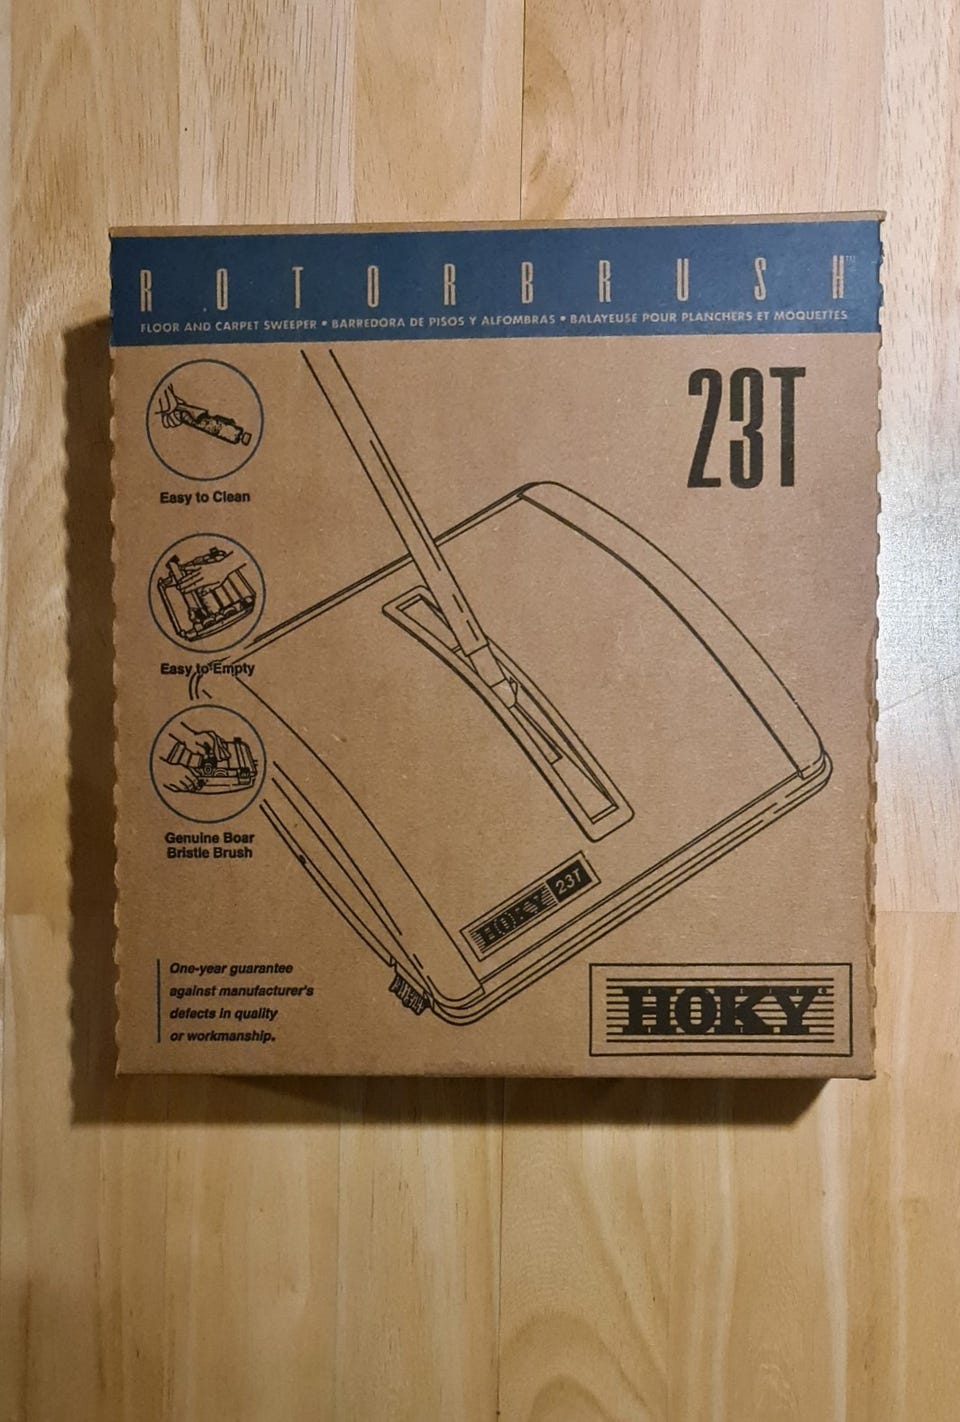 ROTORBRUSH™
FLOOR AND CARPET SWEEPER • BARREDORA DE PISOS Y ALFOMBRAS • BALAYEUSE POUR PLANCHERS ET MOQUETTES
23T
Easy to Clean
Easy to Empty
Genuine Boar
Bristle Brush
HOKY 23T
One-year guarantee
against manufacturer's
defects in quality
or workmanship.
HOKY